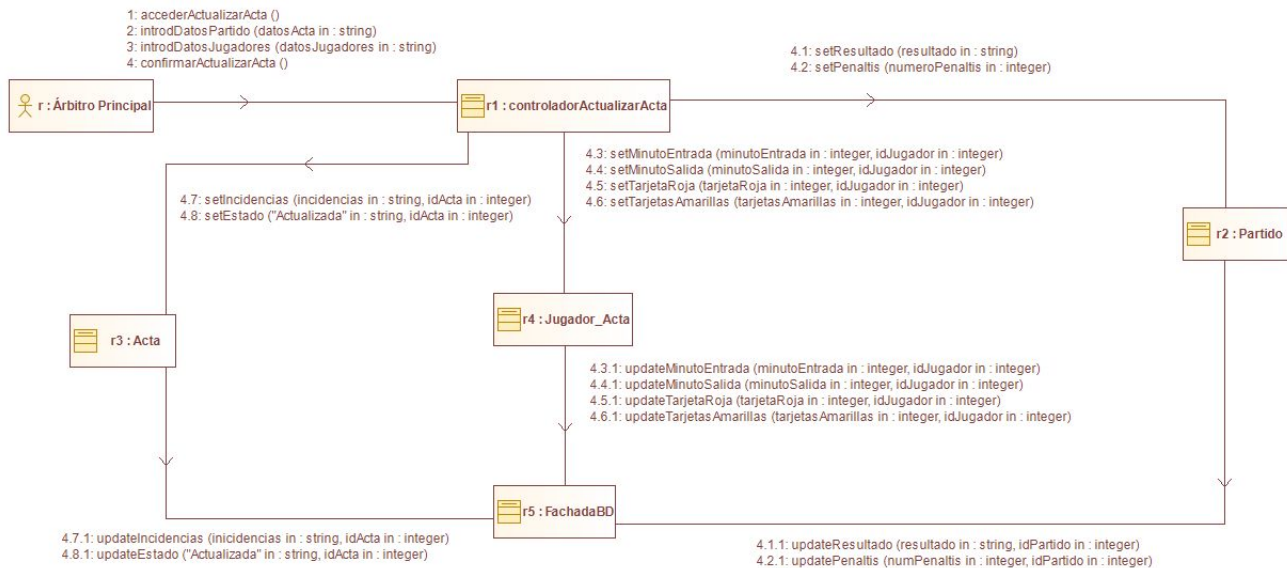 1: accederActualizarActa ()
2: introdDatosPartido (datosActa in : string)
3: introdDatosJugadores (datosJugadores in : string)
4: confirmarActualizarActa ()
4.1: setResultado (resultado in : string)
4.2: setPenaltis (numeroPenaltis in : integer)
r : Árbitro Principal
r1 : controladorActualizarActa
4.3: setMinutoEntrada (minutoEntrada in : integer, idJugador in : integer)
4.4: setMinutoSalida (minutoSalida in : integer, idJugador in : integer)
4.5: setTarjetaRoja (tarjetaRoja in : integer, idJugador in : integer)
4.6: setTarjetasAmarillas (tarjetasAmarillas in : integer, idJugador in : integer)
4.7: setIncidencias (incidencias in : string, idActa in : integer)
4.8: setEstado ("Actualizada" in : string, idActa in : integer)
r2 : Partido
r4 : Jugador_Acta
r3 : Acta
4.3.1: updateMinutoEntrada (minutoEntrada in : integer, idJugador in : integer)
4.4.1: updateMinutoSalida (minutoSalida in : integer, idJugador in : integer)
4.5.1: updateTarjetaRoja (tarjetaRoja in : integer, idJugador in : integer)
4.6.1: updateTarjetasAmarillas (tarjetasAmarillas in : integer, idJugador in : integer)
r5 : FachadaBD
4.7.1: updateIncidencias (inicidencias in : string, idActa in : integer)
4.8.1: updateEstado ("Actualizada" in : string, idActa in : integer)
4.1.1: updateResultado (resultado in : string, idPartido in : integer)
4.2.1: updatePenaltis (numPenaltis in : integer, idPartido in : integer)